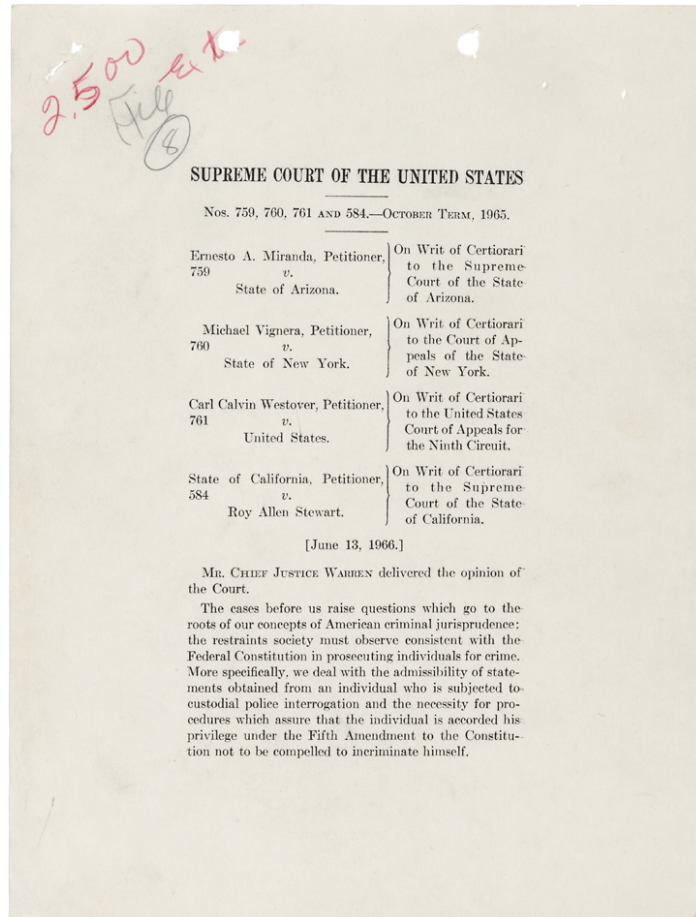 2,500
Ext.
File
8
SUPREME COURT OF THE UNITED STATES
Nos. 759, 760, 761 AND 584.—OCTOBER TERM, 1965.
Ernesto A. Miranda, Petitioner,
759 v.
State of Arizona.
On Writ of Certiorari
to the Supreme
Court of the State
of Arizona.
Michael Vignera, Petitioner,
760 v.
State of New York.
On Writ of Certiorari
to the Court of Ap-
peals of the State
of New York.
Carl Calvin Westover, Petitioner,
761 v.
United States.
On Writ of Certiorari
to the United States
Court of Appeals for
the Ninth Circuit.
State of California, Petitioner,
584 v.
Roy Allen Stewart.
On Writ of Certiorari
to the Supreme
Court of the State
of California.
[June 13, 1966.]
MR. CHIEF JUSTICE WARREN delivered the opinion of
the Court.
The cases before us raise questions which go to the
roots of our concepts of American criminal jurisprudence:
the restraints society must observe consistent with the
Federal Constitution in prosecuting individuals for crime.
More specifically, we deal with the admissibility of state-
ments obtained from an individual who is subjected to
custodial police interrogation and the necessity for pro-
cedures which assure that the individual is accorded his
privilege under the Fifth Amendment to the Constitu-
tion not to be compelled to incriminate himself.